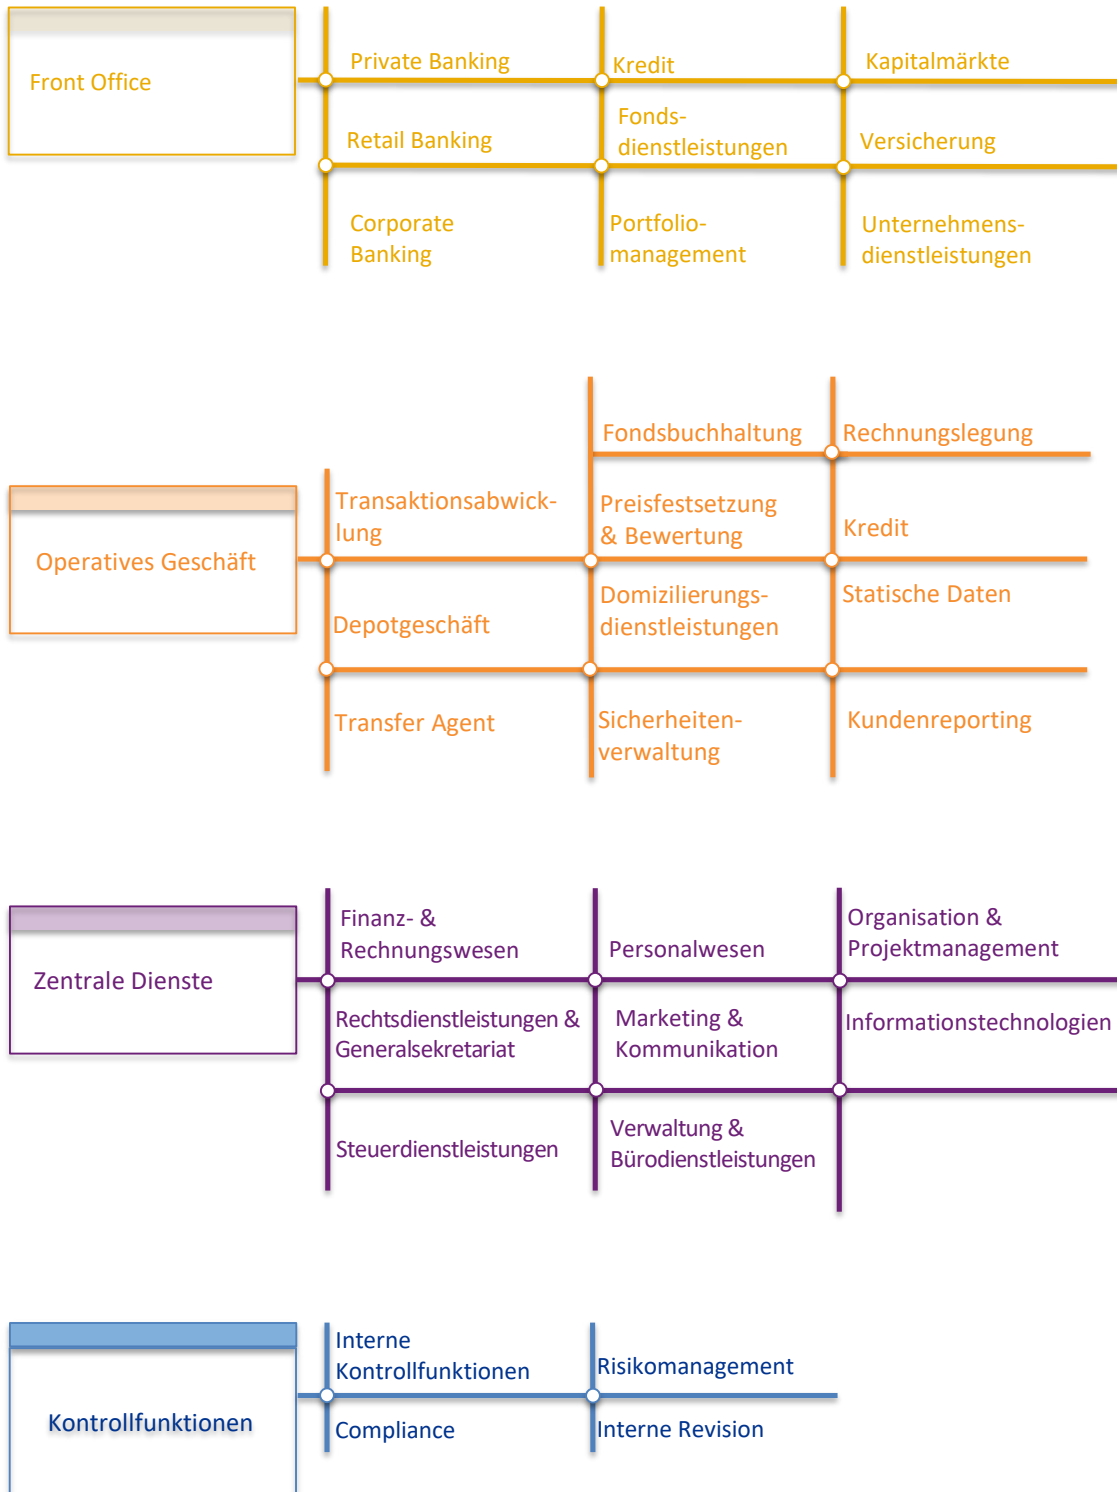 Front Office
Private Banking
Kredit
Kapitalmärkte
Retail Banking
Fonds-
dienstleistungen
Versicherung
Corporate
Banking
Portfolio-
management
Unternehmens-
dienstleistungen
Operatives Geschäft
Fondsbuchhaltung
Rechnungslegung
Transaktionsabwick-
lung
Preisfestsetzung
& Bewertung
Kredit
Depotgeschäft
Domizilierungs-
dienstleistungen
Statische Daten
Transfer Agent
Sicherheiten-
verwaltung
Kundenreporting
Zentrale Dienste
Finanz- &
Rechnungswesen
Personalwesen
Organisation &
Projektmanagement
Rechtsdienstleistungen &
Generalsekretariat
Marketing &
Kommunikation
Informationstechnologien
Steuerdienstleistungen
Verwaltung &
Bürodienstleistungen
Kontrollfunktionen
Interne
Kontrollfunktionen
Risikomanagement
Compliance
Interne Revision